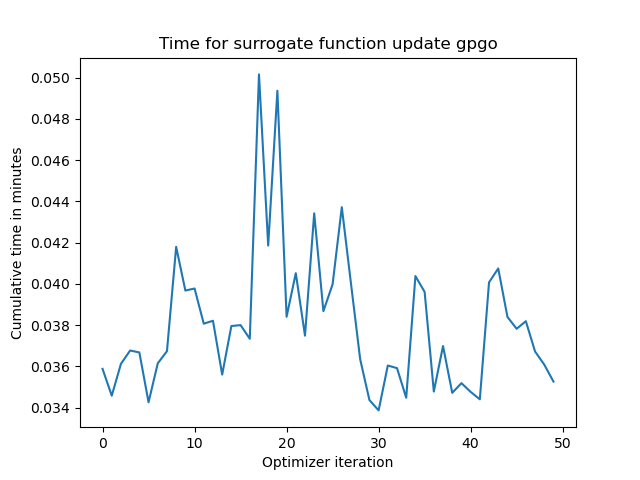 Time for surrogate function update gpgo
Cumulative time in minutes
0.050
0.048
0.046
0.044
0.042
0.040
0.038
0.036
0.034
0 10 20 30 40 50
Optimizer iteration